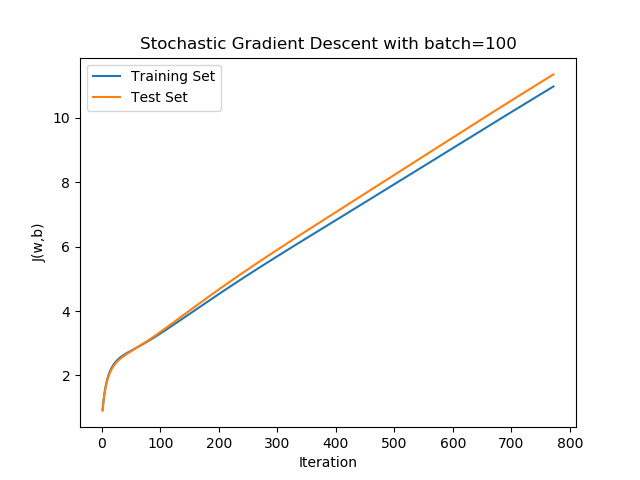 Stochastic Gradient Descent with batch=100
Training Set
Test Set
J(w,b)
10
8
6
4
2
0 100 200 300 400 500 600 700 800
Iteration